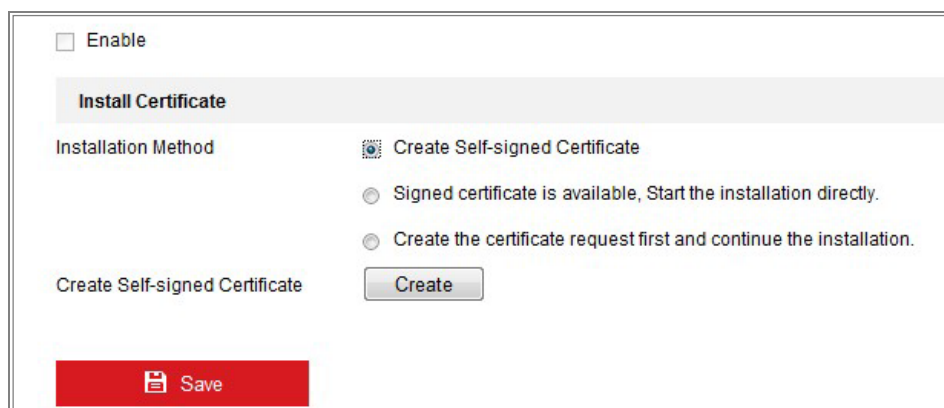 Enable
Install Certificate
Installation Method
Create Self-signed Certificate
Signed certificate is available, Start the installation directly.
Create the certificate request first and continue the installation.
Create Self-signed Certificate
Create
Save